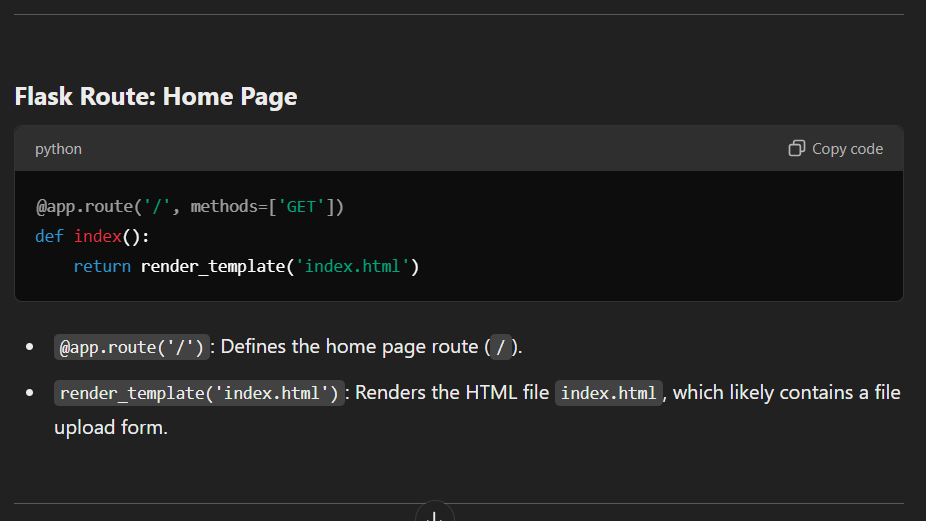 Flask Route: Home Page
python
Copy code
@app.route('/', methods=['GET'])
def index():
    return render_template('index.html')
@app.route('/'): Defines the home page route (/).
render_template('index.html'): Renders the HTML file index.html, which likely contains a file
upload form.